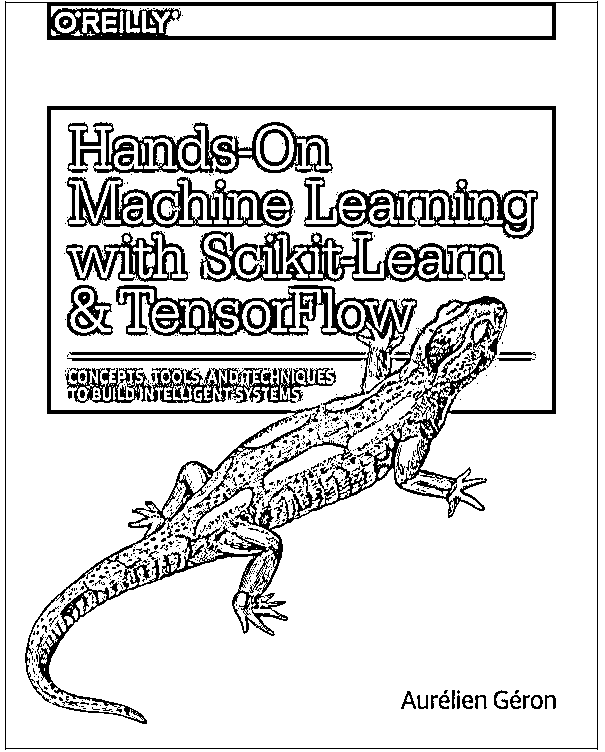 O'REILLY®
Hands-On
Machine Learning
with Scikit-Learn
& TensorFlow
CONCEPTS, TOOLS, AND TECHNIQUES
TO BUILD INTELLIGENT SYSTEMS
Aurélien Géron